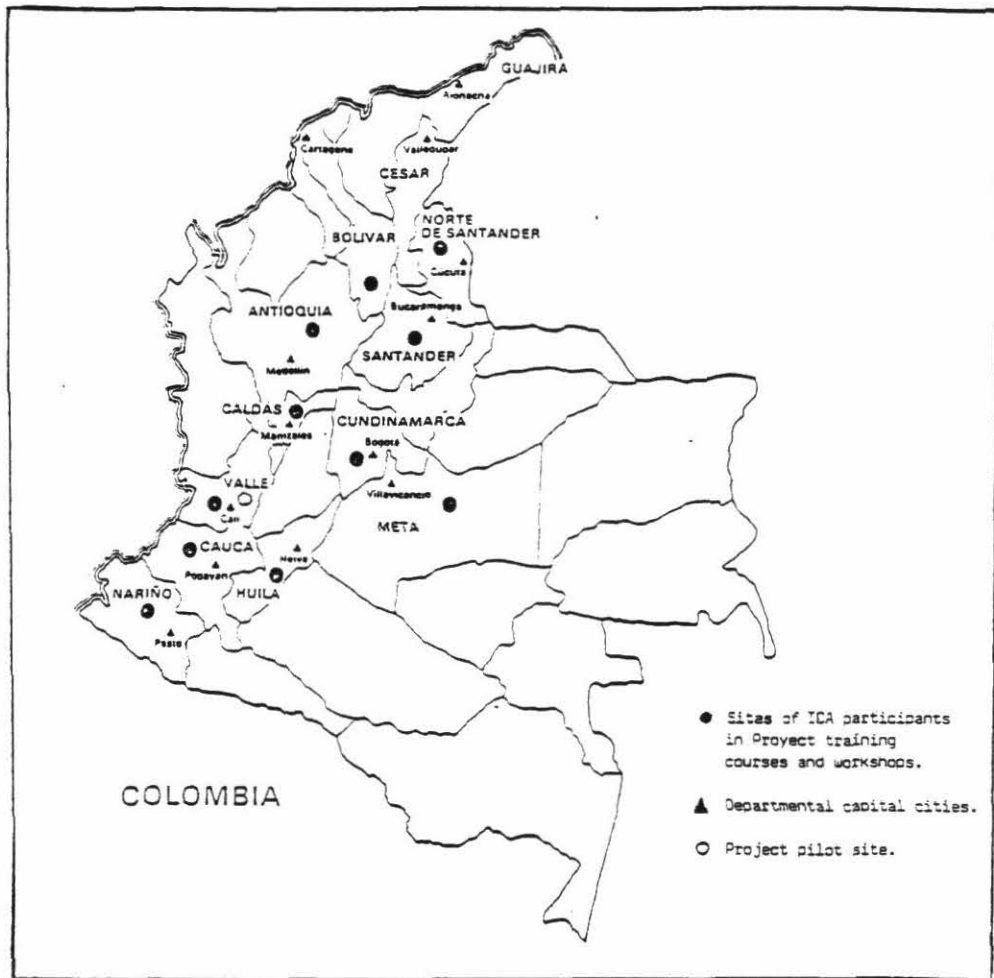 GUAJIRA
Cartagena
Valledupar
CESAR
NORTE
DE SANTANDER
BOLIVAR
Cucuta
Bucaramanga
ANTIOQUIA
SANTANDER
Medellin
CALDAS
CUNDINAMARCA
Manizales
Bogotá
VALLE
Villavicencio
Cali
META
CAUCA
Neiva
Popayan
HUILA
NARIÑO
Pasto
● Sites of ICA participants
in Proyect training
courses and workshops.
COLOMBIA
▲ Departmental capital cities.
○ Project pilot site.